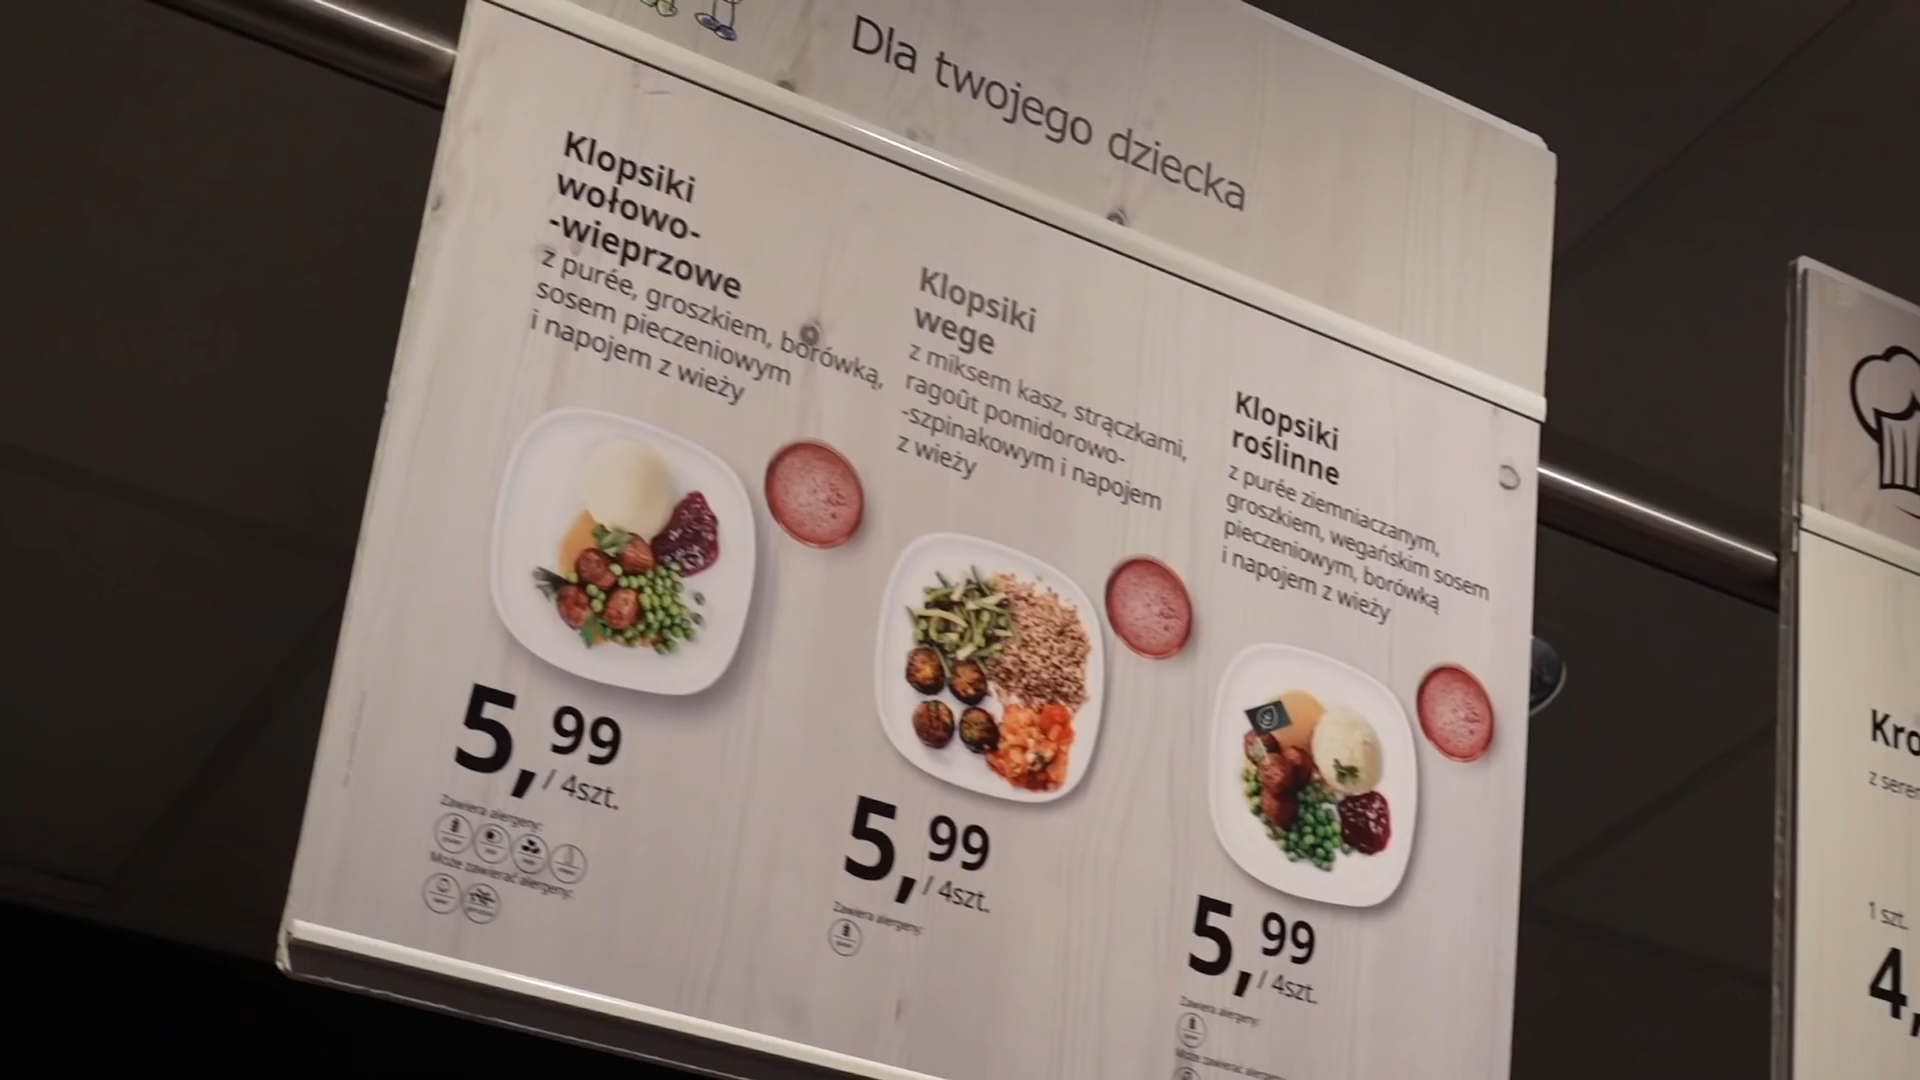 Dla twojego dziecka
Klopsiki
wołowo-
-wieprzowe
z purée, groszkiem, borówką,
sosem pieczeniowym
i napojem z wieży
5,99
/ 4szt.
Zawiera alergeny:
Może zawierać alergeny:
Klopsiki
wege
z miksem kasz, strączkami,
ragoût pomidorowo-
-szpinakowym i napojem
z wieży
5,99
/ 4szt.
Zawiera alergeny:
Klopsiki
roślinne
z purée ziemniaczanym,
groszkiem, wegańskim sosem
pieczeniowym, borówką
i napojem z wieży
5,99
/ 4szt.
Zawiera alergeny:
Może zawierać alergeny:
Kro
z serem
1 szt.
4,